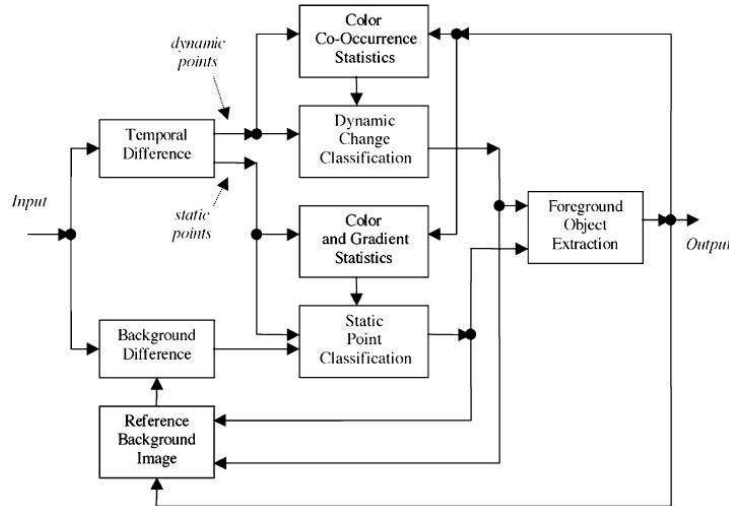 Color
Co-Occurrence
Statistics
dynamic
points
Temporal
Difference
Dynamic
Change
Classification
Input
static
points
Color
and Gradient
Statistics
Foreground
Object
Extraction
Output
Background
Difference
Static
Point
Classification
Reference
Background
Image